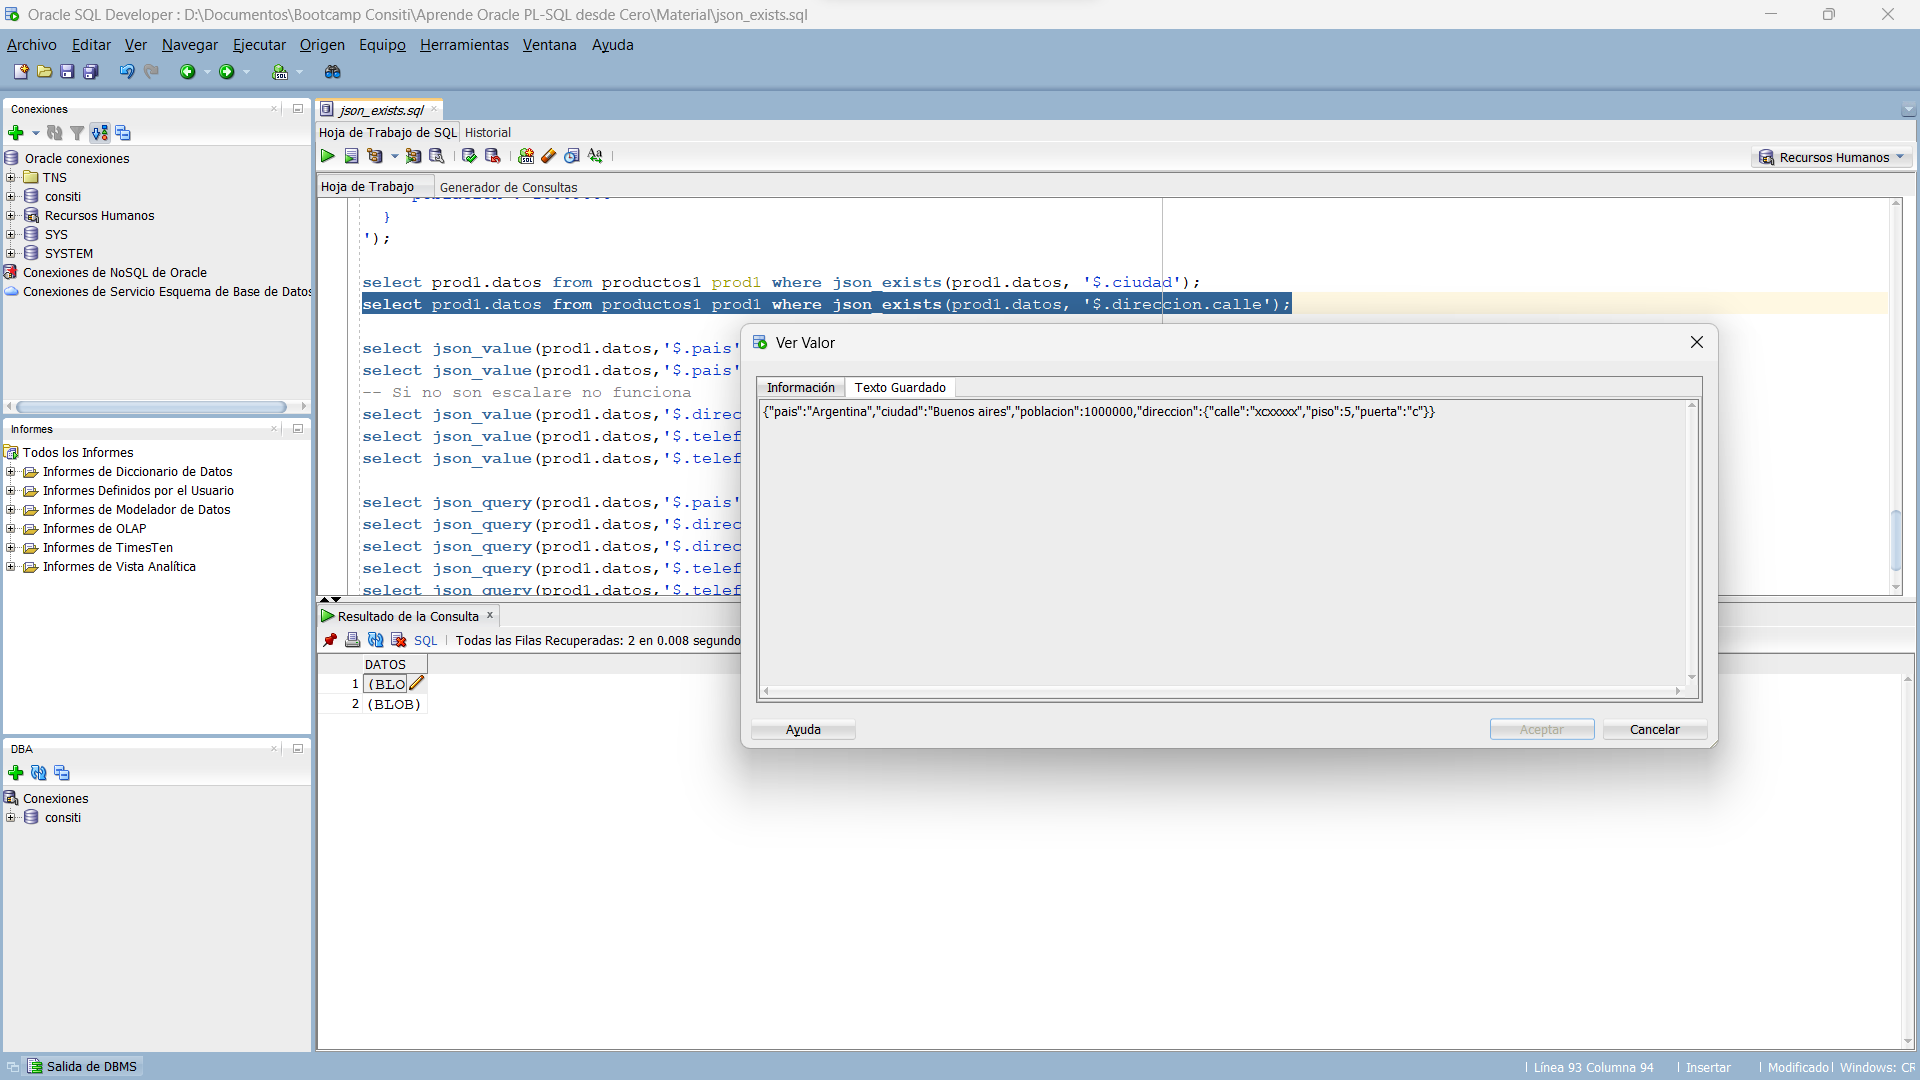 Oracle SQL Developer : D:\Documentos\Bootcamp Consiti\Aprende Oracle PL-SQL desde Cero\Material\json_exists.sql
Archivo Editar Ver Navegar Ejecutar Origen Equipo Herramientas Ventana Ayuda
Conexiones
Oracle conexiones
TNS
consiti
Recursos Humanos
SYS
SYSTEM
Conexiones de NoSQL de Oracle
Conexiones de Servicio Esquema de Base de Datos
Informes
Todos los Informes
Informes de Diccionario de Datos
Informes Definidos por el Usuario
Informes de Modelador de Datos
Informes de OLAP
Informes de TimesTen
Informes de Vista Analítica
DBA
Conexiones
consiti
json_exists.sql
Hoja de Trabajo de SQL Historial
Recursos Humanos
Hoja de Trabajo Generador de Consultas
}
');
select prod1.datos from productos1 prod1 where json_exists(prod1.datos, '$.ciudad');
select prod1.datos from productos1 prod1 where json_exists(prod1.datos, '$.direccion.calle');
select json_value(prod1.datos,'$.pais'
select json_value(prod1.datos,'$.pais'
-- Si no son escalare no funciona
select json_value(prod1.datos,'$.direc
select json_value(prod1.datos,'$.telef
select json_value(prod1.datos,'$.telef
select json_query(prod1.datos,'$.pais'
select json_query(prod1.datos,'$.direc
select json_query(prod1.datos,'$.direc
select json_query(prod1.datos,'$.telef
select json_query(prod1.datos,'$.telef
Ver Valor
Información Texto Guardado
{"pais":"Argentina","ciudad":"Buenos aires","poblacion":1000000,"direccion":{"calle":"xcxxxxx","piso":5,"puerta":"c"}}
Ayuda Aceptar Cancelar
Resultado de la Consulta
SQL Todas las Filas Recuperadas: 2 en 0.008 segundo
DATOS
1 (BLO
2 (BLOB)
Salida de DBMS
Línea 93 Columna 94 Insertar Modificado Windows: CR